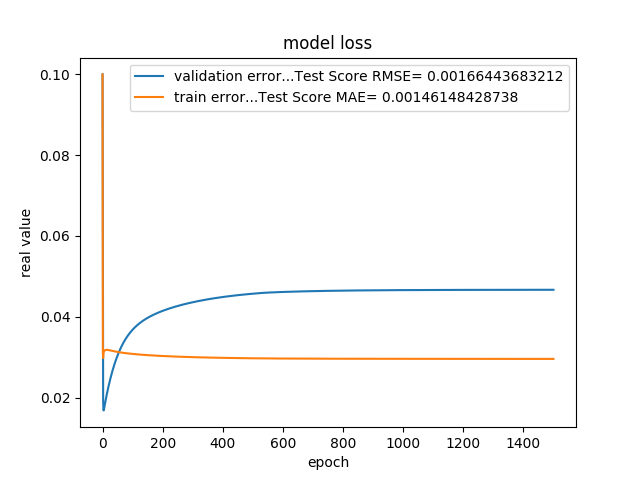 model loss
validation error...Test Score RMSE= 0.00166443683212
train error...Test Score MAE= 0.00146148428738
0.10
0.08
0.06
0.04
0.02
real value
0 200 400 600 800 1000 1200 1400
epoch